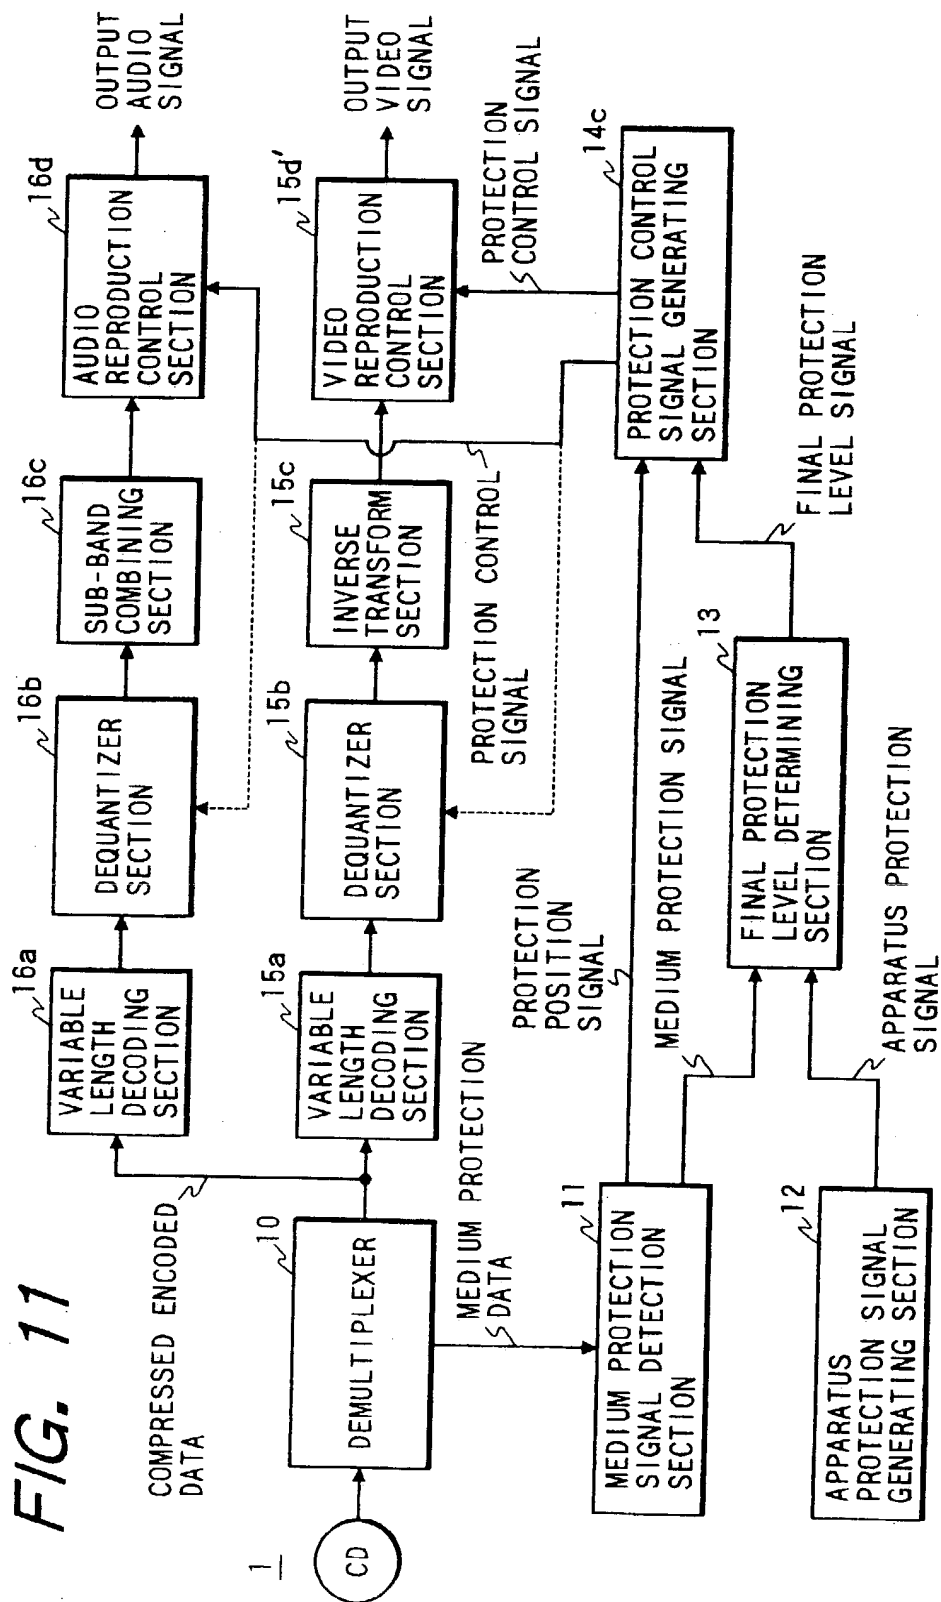 FIG. 11
1
CD
COMPRESSED ENCODED
DATA
10
DEMULTIPLEXER
MEDIUM PROTECTION
DATA
16a
VARIABLE
LENGTH
DECODING
SECTION
16b
DEQUANTIZER
SECTION
16c
SUB-BAND
COMBINING
SECTION
16d
AUDIO
REPRODUCTION
CONTROL
SECTION
OUTPUT
AUDIO
SIGNAL
15a
VARIABLE
LENGTH
DECODING
SECTION
15b
DEQUANTIZER
SECTION
15c
INVERSE
TRANSFORM
SECTION
15d'
VIDEO
REPRODUCTION
CONTROL
SECTION
OUTPUT
VIDEO
SIGNAL
PROTECTION CONTROL
SIGNAL
PROTECTION
CONTROL SIGNAL
11
MEDIUM PROTECTION
SIGNAL DETECTION
SECTION
PROTECTION
POSITION
SIGNAL
14c
PROTECTION CONTROL
SIGNAL GENERATING
SECTION
MEDIUM PROTECTION SIGNAL
13
FINAL PROTECTION
LEVEL DETERMINING
SECTION
FINAL PROTECTION
LEVEL SIGNAL
12
APPARATUS
PROTECTION SIGNAL
GENERATING SECTION
APPARATUS PROTECTION
SIGNAL